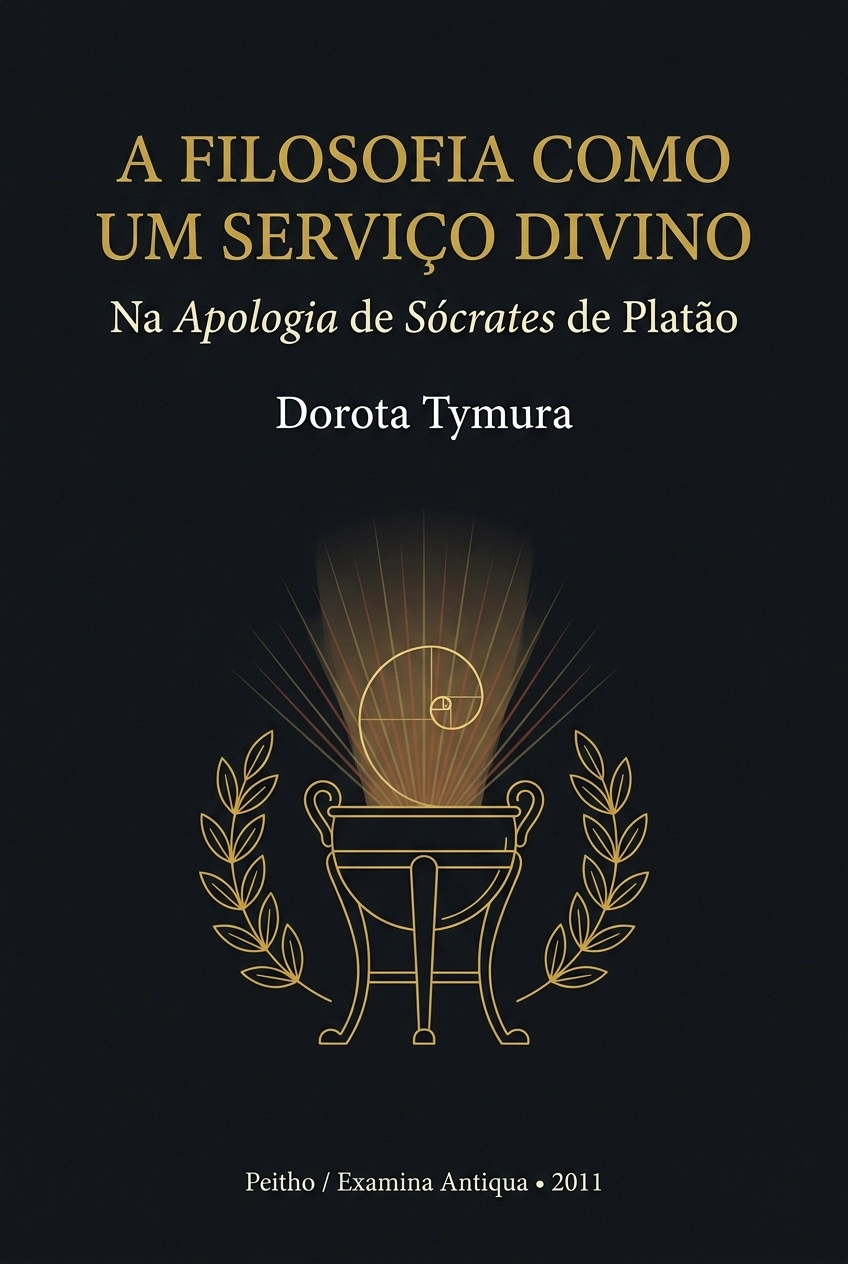 A FILOSOFIA COMO
UM SERVIÇO DIVINO
Na Apologia de Sócrates de Platão
Dorota Tymura
Peitho / Examina Antiqua • 2011